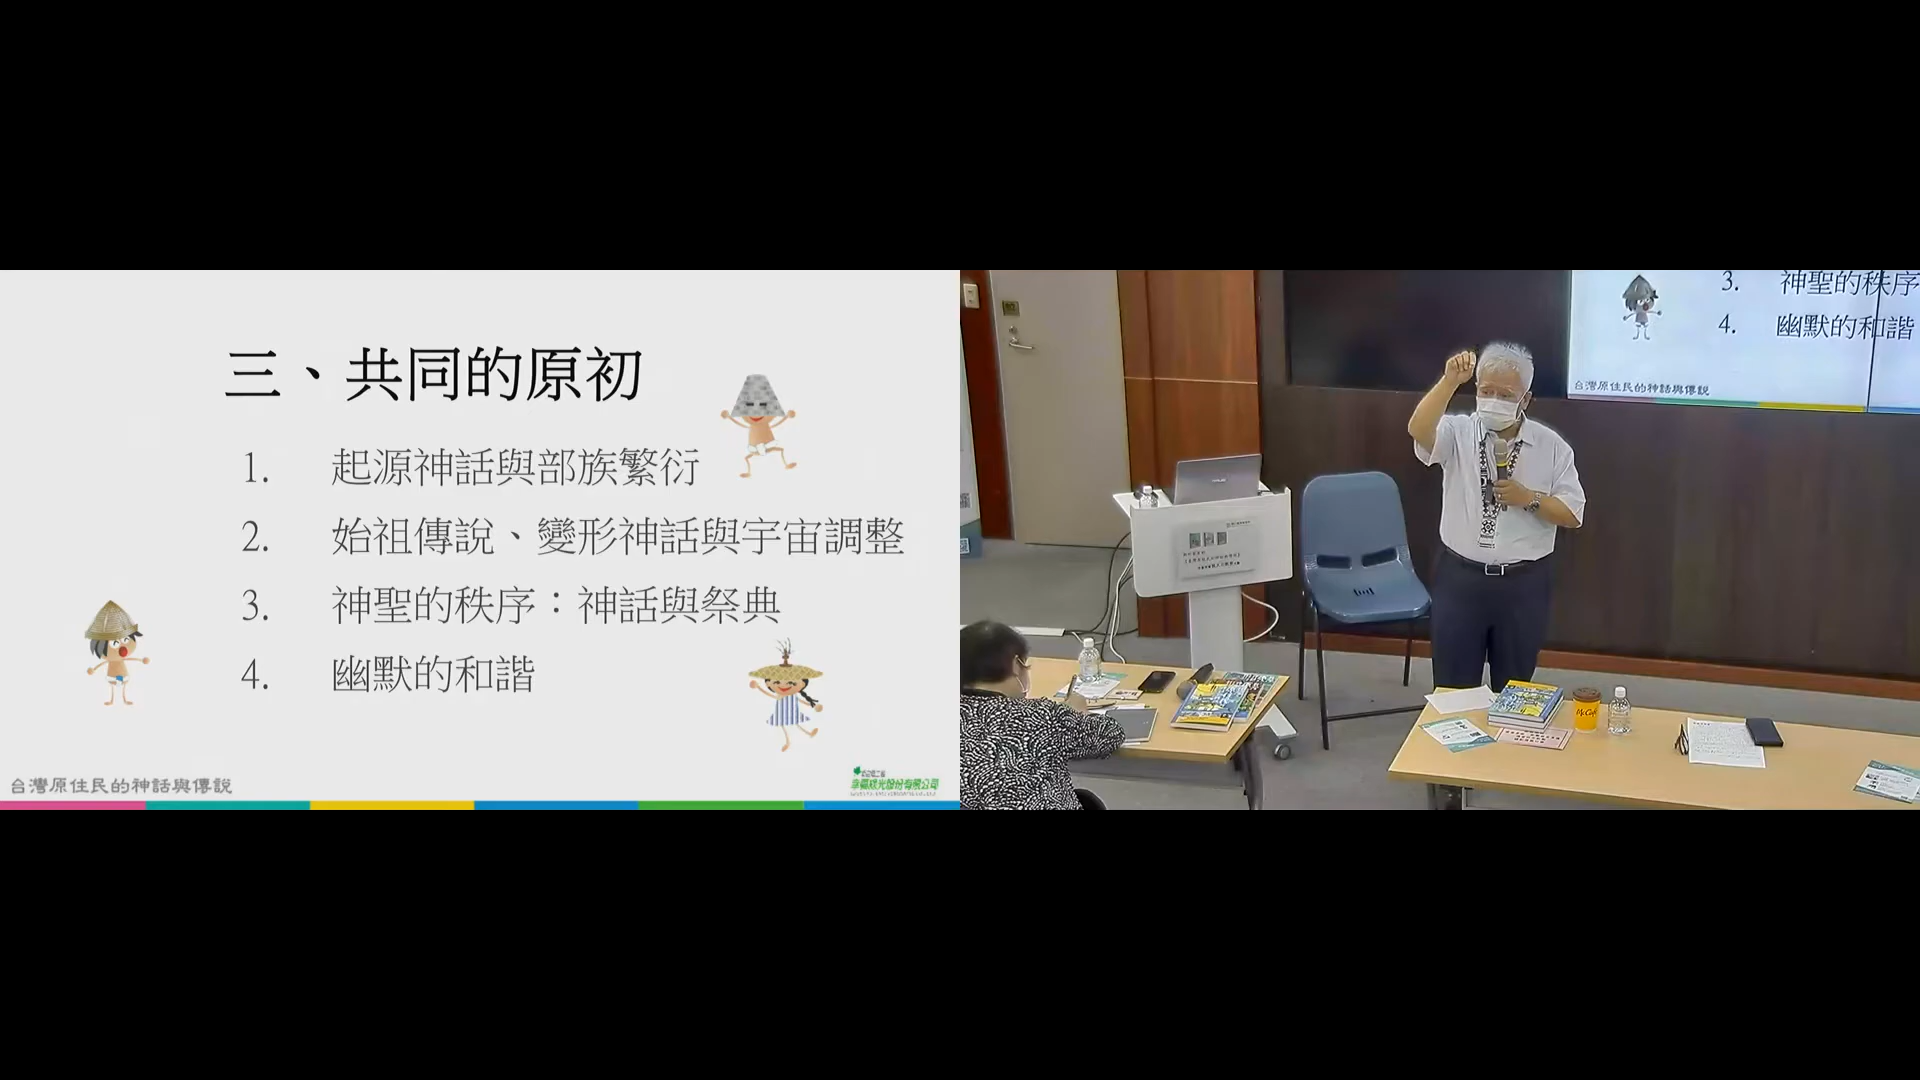 三、共同的原初
1. 起源神話與部族繁衍
2. 始祖傳說、變形神話與宇宙調整
3. 神聖的秩序：神話與祭典
4. 幽默的和諧
台灣原住民的神話與傳說
3. 神聖的秩序
4. 幽默的和諧
台灣原住民的神話與傳說
McCafé